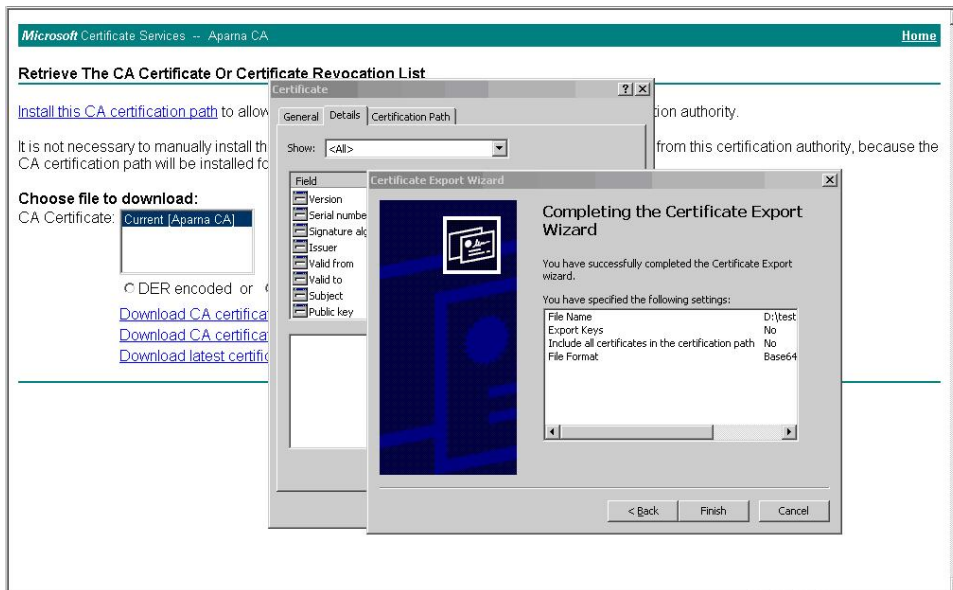 Microsoft Certificate Services -- Aparna CA Home
Retrieve The CA Certificate Or Certificate Revocation List
Install this CA certification path to allow
tion authority.
It is not necessary to manually install th
from this certification authority, because the
CA certification path will be installed fo
Choose file to download:
CA Certificate: Current [Aparna CA]
DER encoded or
Download CA certifica
Download CA certifica
Download latest certific
Certificate
General Details Certification Path
Show: <All>
Field
Version
Serial numbe
Signature alg
Issuer
Valid from
Valid to
Subject
Public key
Certificate Export Wizard
Completing the Certificate Export
Wizard
You have successfully completed the Certificate Export
wizard.
You have specified the following settings:
File Name D:\test
Export Keys No
Include all certificates in the certification path No
File Format Base64
< Back Finish Cancel